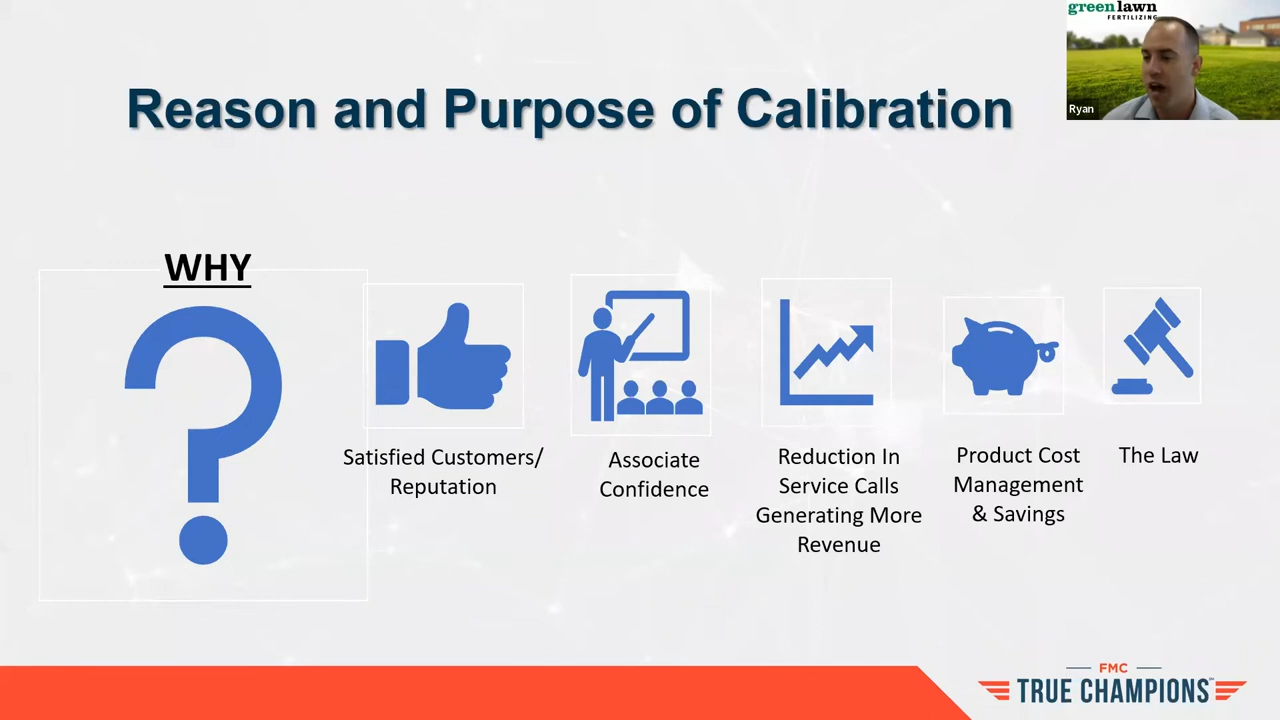 green lawn
FERTILIZING
Ryan
Reason and Purpose of Calibration
WHY
Satisfied Customers/
Reputation
Associate
Confidence
Reduction In
Service Calls
Generating More
Revenue
Product Cost
Management
& Savings
The Law
FMC
TRUE CHAMPIONS